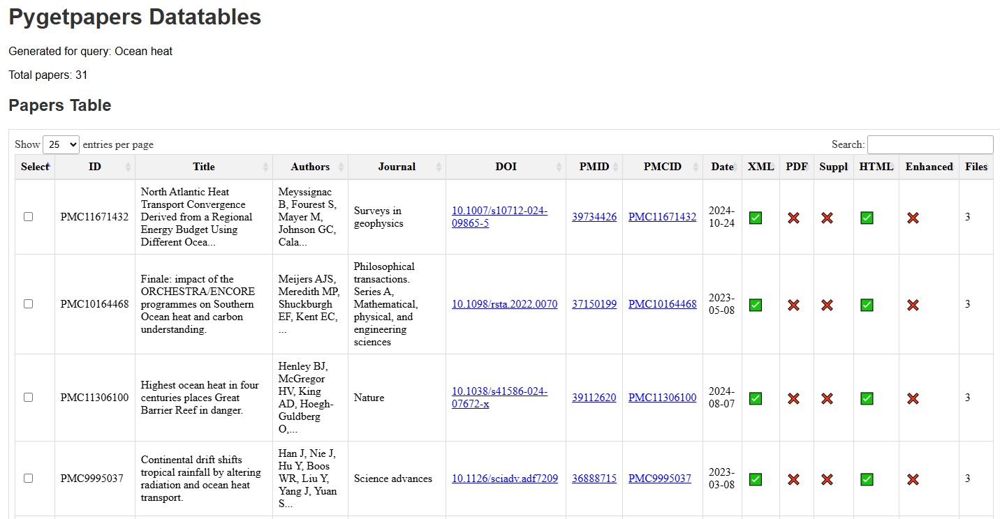 Pygetpapers Datatables
Generated for query: Ocean heat
Total papers: 31
Papers Table
Show 25 entries per page
Search:
Select ID Title Authors Journal DOI PMID PMCID Date XML PDF Suppl HTML Enhanced Files
PMC11671432
North Atlantic Heat
Transport Convergence
Derived from a Regional
Energy Budget Using
Different Ocea...
Meyssignac
B, Fourest S,
Mayer M,
Johnson GC,
Cala...
Surveys in
geophysics
10.1007/s10712-024-
09865-5
39734426
PMC11671432
2024-
10-24
3
PMC10164468
Finale: impact of the
ORCHESTRA/ENCORE
programmes on Southern
Ocean heat and carbon
understanding.
Meijers AJS,
Meredith MP,
Shuckburgh
EF, Kent EC,
...
Philosophical
transactions.
Series A,
Mathematical,
physical, and
engineering
sciences
10.1098/rsta.2022.0070
37150199
PMC10164468
2023-
05-08
3
PMC11306100
Highest ocean heat in four
centuries places Great
Barrier Reef in danger.
Henley BJ,
McGregor
HV, King
AD, Hoegh-
Guldberg
O,...
Nature
10.1038/s41586-024-
07672-x
39112620
PMC11306100
2024-
08-07
3
PMC9995037
Continental drift shifts
tropical rainfall by altering
radiation and ocean heat
transport.
Han J, Nie J,
Hu Y, Boos
WR, Liu Y,
Yang J, Yuan
S...
Science advances
10.1126/sciadv.adf7209
36888715
PMC9995037
2023-
03-08
3